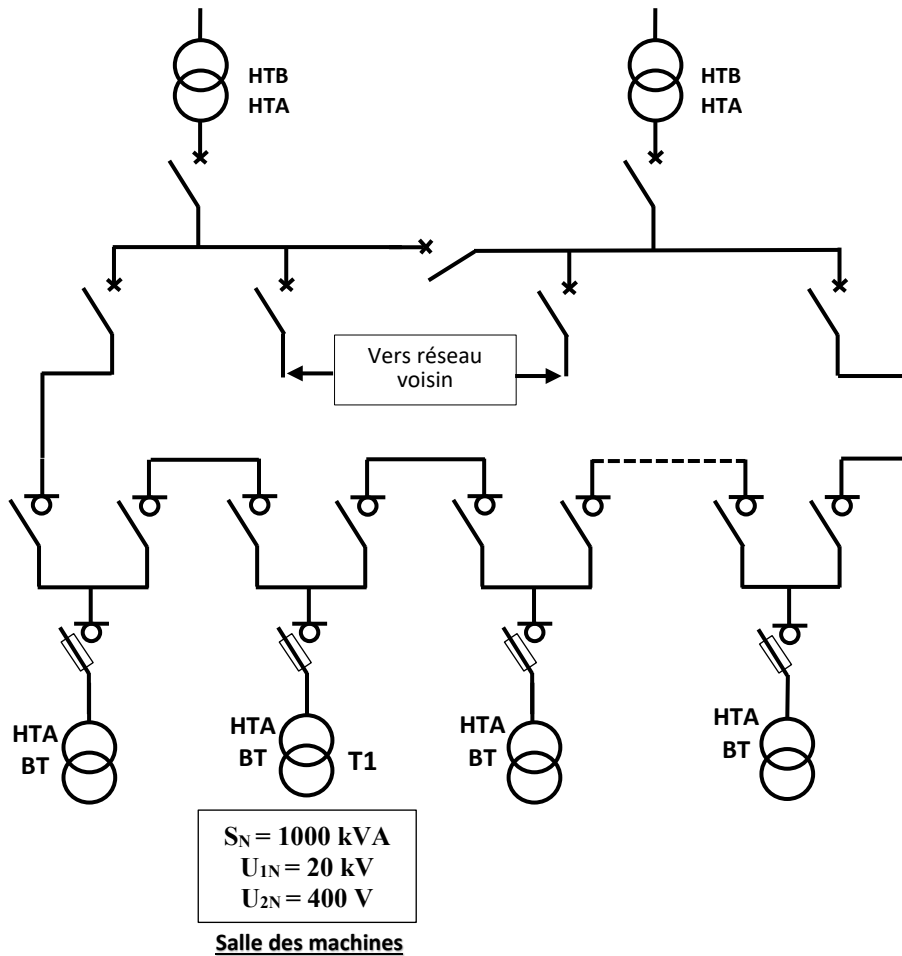 HTB
HTA
HTB
HTA
Vers réseau
voisin
HTA
BT
HTA
BT
T1
HTA
BT
HTA
BT
SN = 1000 kVA
U1N = 20 kV
U2N = 400 V
Salle des machines